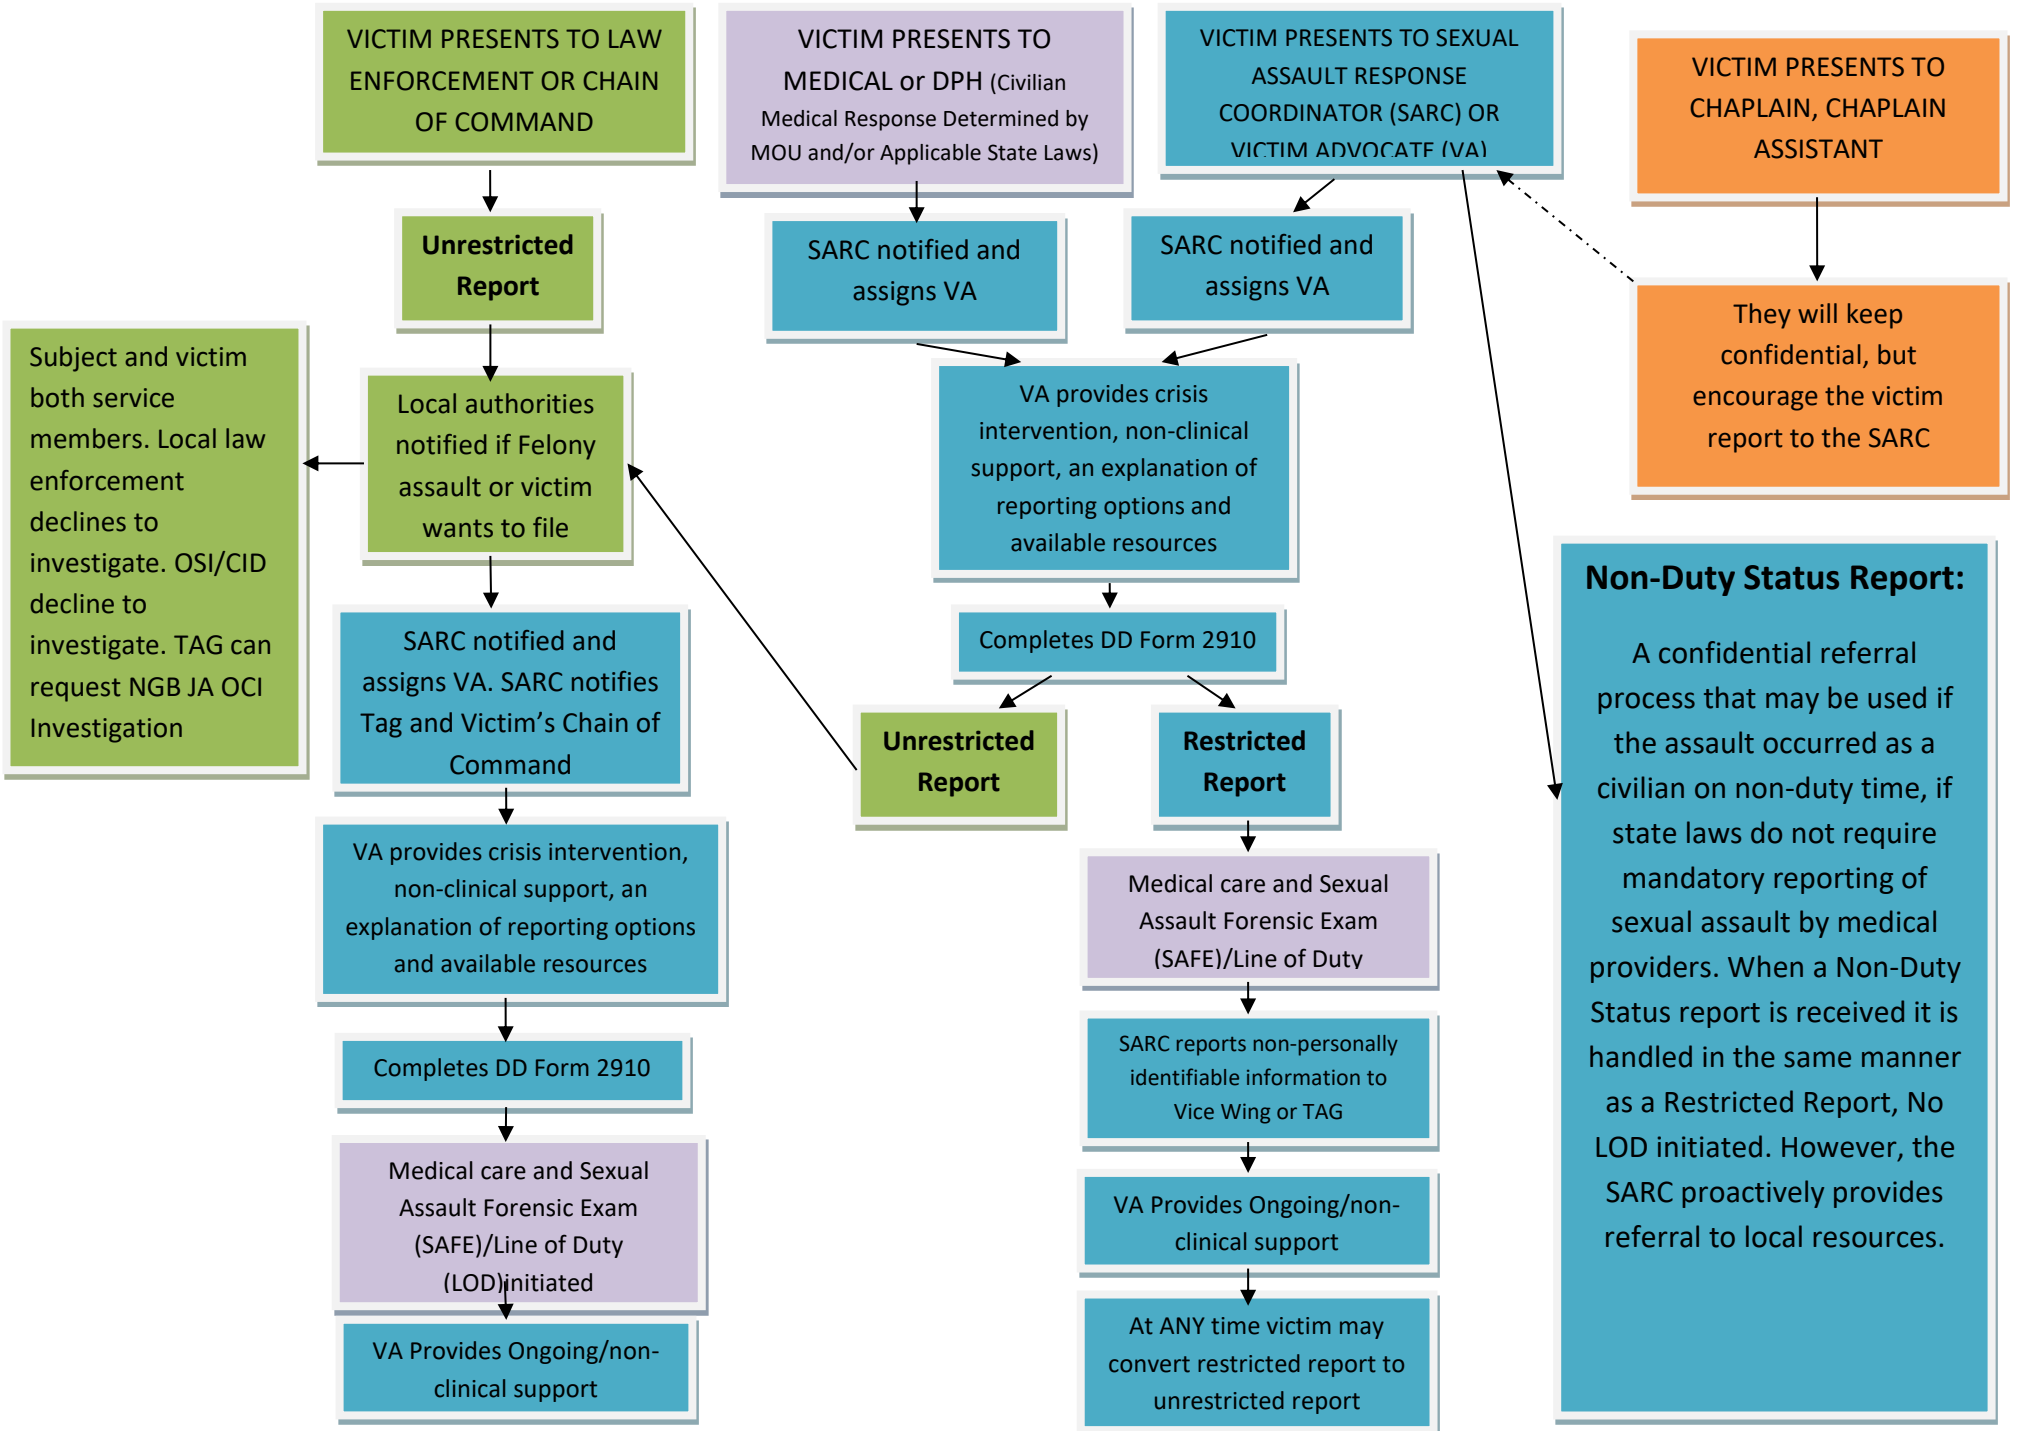 VICTIM PRESENTS TO LAW
ENFORCEMENT OR CHAIN
OF COMMAND
VICTIM PRESENTS TO
MEDICAL or DPH (Civilian
Medical Response Determined by
MOU and/or Applicable State Laws)
VICTIM PRESENTS TO SEXUAL
ASSAULT RESPONSE
COORDINATOR (SARC) OR
VICTIM ADVOCATE (VA)
VICTIM PRESENTS TO
CHAPLAIN, CHAPLAIN
ASSISTANT
Unrestricted
Report
SARC notified and
assigns VA
SARC notified and
assigns VA
They will keep
confidential, but
encourage the victim
report to the SARC
Subject and victim
both service
members. Local law
enforcement
declines to
investigate. OSI/CID
decline to
investigate. TAG can
request NGB JA OCI
Investigation
Local authorities
notified if Felony
assault or victim
wants to file
VA provides crisis
intervention, non-clinical
support, an explanation of
reporting options and
available resources
SARC notified and
assigns VA. SARC notifies
Tag and Victim's Chain of
Command
Completes DD Form 2910
Unrestricted
Report
Restricted
Report
Non-Duty Status Report:
A confidential referral
process that may be used if
the assault occurred as a
civilian on non-duty time, if
state laws do not require
mandatory reporting of
sexual assault by medical
providers. When a Non-Duty
Status report is received it is
handled in the same manner
as a Restricted Report, No
LOD initiated. However, the
SARC proactively provides
referral to local resources.
VA provides crisis intervention,
non-clinical support, an
explanation of reporting options
and available resources
Medical care and Sexual
Assault Forensic Exam
(SAFE)/Line of Duty
Completes DD Form 2910
SARC reports non-personally
identifiable information to
Vice Wing or TAG
Medical care and Sexual
Assault Forensic Exam
(SAFE)/Line of Duty
(LOD)initiated
VA Provides Ongoing/non-
clinical support
VA Provides Ongoing/non-
clinical support
At ANY time victim may
convert restricted report to
unrestricted report